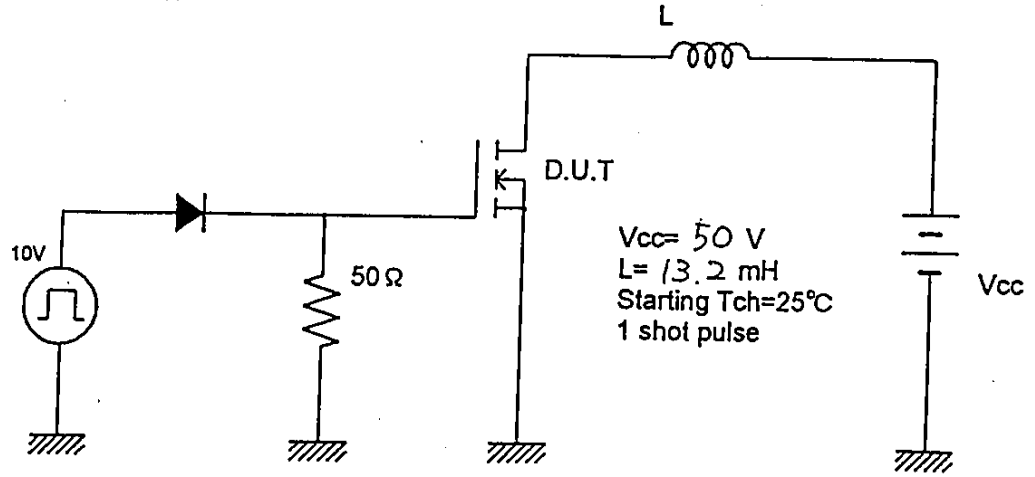 L
D.U.T
10V
50Ω
Vcc= 50 V
L= 13.2 mH
Starting Tch=25°C
1 shot pulse
Vcc